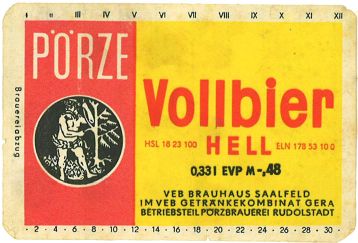 I II III IV V VI VII VIII IX X XI XII
PÖRZE
Brauereiabzug
Vollbier
HSL 18 23 100 HELL ELN 178 53 10 0
0,33 l EVP M -,48
VEB BRAUHAUS SAALFELD
IM VEB GETRÄNKEKOMBINAT GERA
BETRIEBSTEIL PÖRZBRAUEREI RUDOLSTADT
2 · 4 · 6 · 8 · 10 · 12 · 14 · 16 · 18 · 20 · 22 · 24 · 26 · 28 · 30 ·